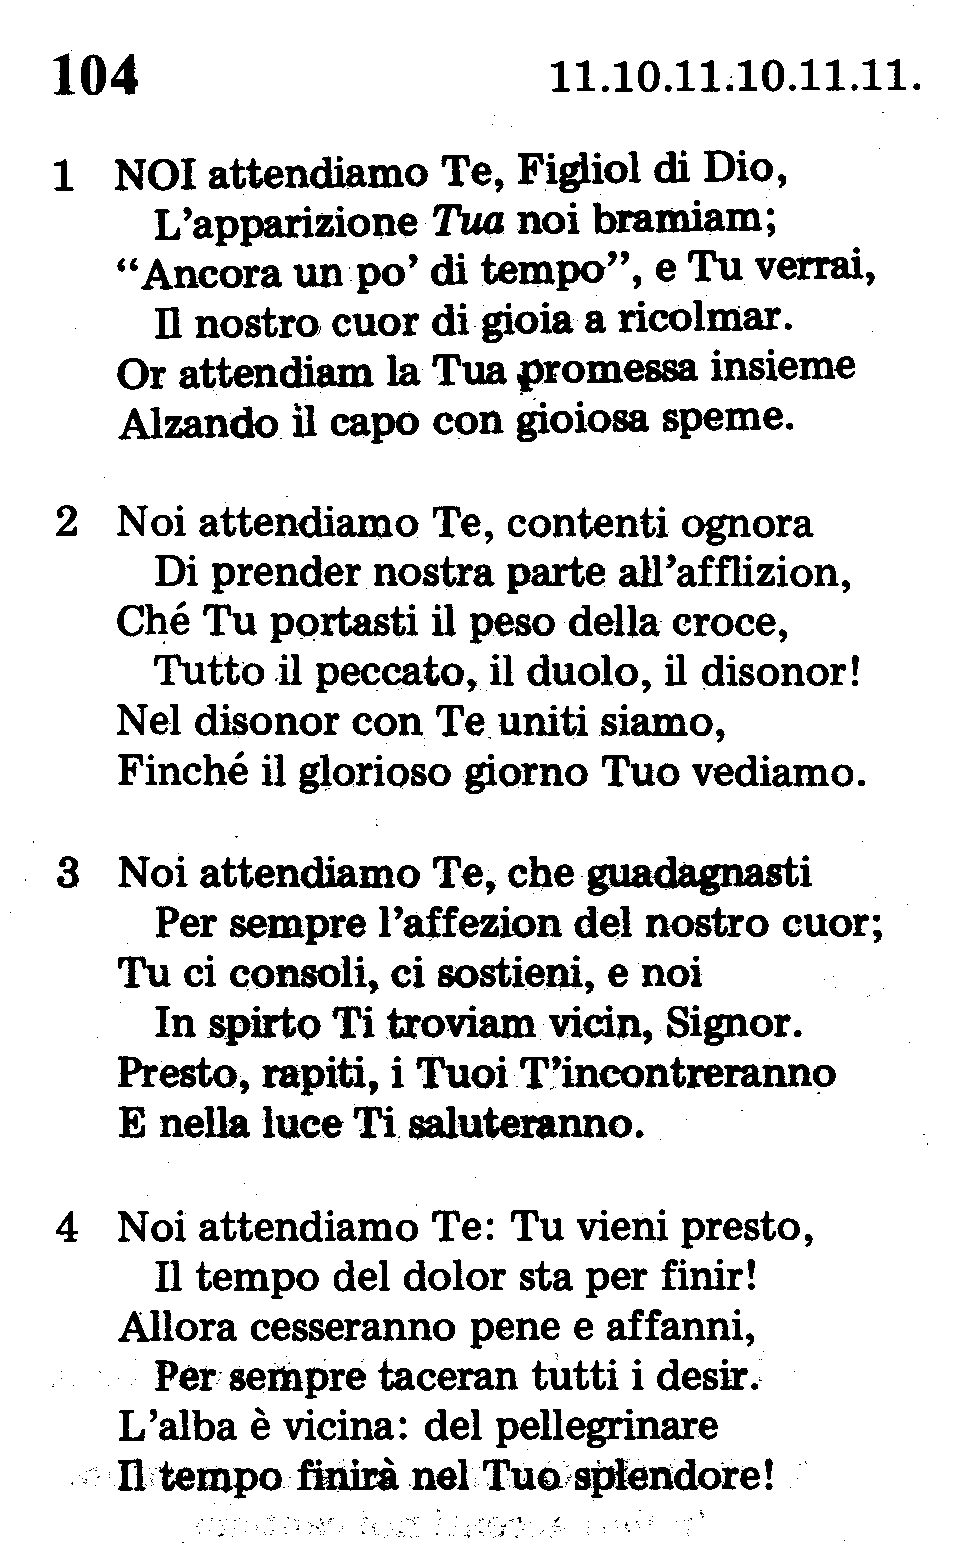 104 11.10.11.10.11.11.
1 NOI attendiamo Te, Figliol di Dio,
L’apparizione Tua noi bramiam;
“Ancora un po’ di tempo”, e Tu verrai,
Il nostro cuor di gioia a ricolmar.
Or attendiam la Tua promessa insieme
Alzando il capo con gioiosa speme.
2 Noi attendiamo Te, contenti ognora
Di prender nostra parte all’afflizion,
Ché Tu portasti il peso della croce,
Tutto il peccato, il duolo, il disonor!
Nel disonor con Te uniti siamo,
Finché il glorioso giorno Tuo vediamo.
3 Noi attendiamo Te, che guadagnasti
Per sempre l’affezion del nostro cuor;
Tu ci consoli, ci sostieni, e noi
In spirto Ti troviam vicin, Signor.
Presto, rapiti, i Tuoi T’incontreranno
E nella luce Ti saluteranno.
4 Noi attendiamo Te: Tu vieni presto,
Il tempo del dolor sta per finir!
Allora cesseranno pene e affanni,
Per sempre taceran tutti i desir.
L’alba è vicina: del pellegrinare
Il tempo finirà nel Tuo splendore!